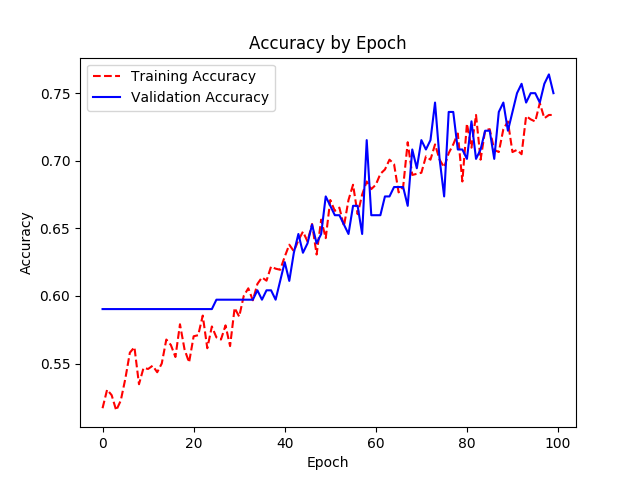 Accuracy by Epoch
Training Accuracy
Validation Accuracy
Accuracy
0.75
0.70
0.65
0.60
0.55
0 20 40 60 80 100
Epoch